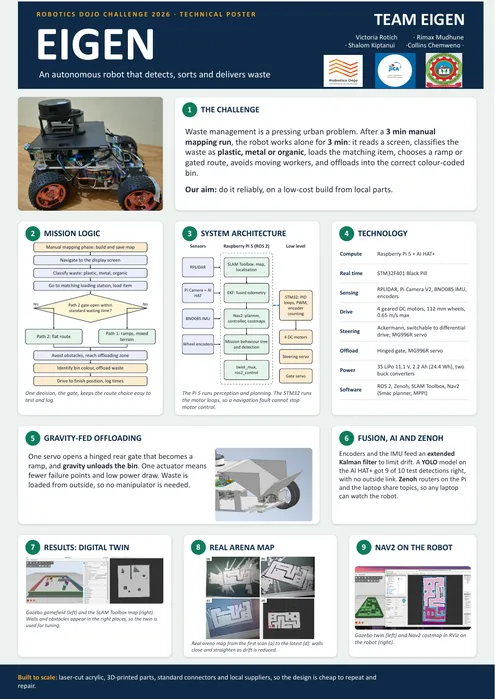 ROBOTICS DOJO CHALLENGE 2026 · TECHNICAL POSTER
EIGEN
An autonomous robot that detects, sorts and delivers waste
TEAM EIGEN
Victoria Rotich · Rimax Mudhune
· Shalom Kiptanui ·Collins Chemweno ·
Robotics Dojo
JICA
1 THE CHALLENGE
Waste management is a pressing urban problem. After a 3 min manual
mapping run, the robot works alone for 3 min: it reads a screen, classifies the
waste as plastic, metal or organic, loads the matching item, chooses a ramp or
gated route, avoids moving workers, and offloads into the correct colour-coded
bin.
Our aim: do it reliably, on a low-cost build from local parts.
2 MISSION LOGIC
Manual mapping phase: build and save map
Navigate to the display screen
Classify waste: plastic, metal, organic
Go to matching loading station, load item
Yes
Path 2 gate open within
standard waiting time?
No
Path 2: flat route
Path 1: ramps, mixed
terrain
Avoid obstacles, reach offloading zone
Identify bin colour, offload waste
Drive to finish position, log times
One decision, the gate, keeps the route choice easy to
test and log.
3 SYSTEM ARCHITECTURE
Sensors Raspberry Pi 5 (ROS 2) Low level
RPLIDAR
Pi Camera + AI
HAT
BNO085 IMU
Wheel encoders
SLAM Toolbox: map,
localisation
EKF: fused odometry
Nav2: planner,
controller, costmaps
Mission behaviour tree
and detection
twist_mux,
ros2_control
STM32: PID
loops, PWM,
encoder
counting
4 DC motors
Steering servo
Gate servo
The Pi 5 runs perception and planning. The STM32 runs
the motor loops, so a navigation fault cannot stop
motor control.
4 TECHNOLOGY
Compute Raspberry Pi 5 + AI HAT+
Real time STM32F401 Black Pill
Sensing RPLIDAR, Pi Camera V2, BNO085 IMU,
encoders
Drive 4 geared DC motors, 112 mm wheels,
0.65 m/s max
Steering Ackermann, switchable to differential
drive; MG996R servo
Offload Hinged gate, MG996R servo
Power 3S LiPo 11.1 V, 2.2 Ah (24.4 Wh), two
buck converters
Software ROS 2, Zenoh, SLAM Toolbox, Nav2
(Smac planner, MPPI)
5 GRAVITY-FED OFFLOADING
One servo opens a hinged rear gate that becomes a
ramp, and gravity unloads the bin. One actuator means
fewer failure points and low power draw. Waste is
loaded from outside, so no manipulator is needed.
6 FUSION, AI AND ZENOH
Encoders and the IMU feed an extended
Kalman filter to limit drift. A YOLO model on
the AI HAT+ got 9 of 10 test detections right,
with no outside link. Zenoh routers on the Pi
and the laptop share topics, so any laptop
can watch the robot.
7 RESULTS: DIGITAL TWIN
Gazebo gamefield (left) and the SLAM Toolbox map (right).
Walls and obstacles appear in the right places, so the twin is
used for tuning.
8 REAL ARENA MAP
Real arena map from the first scan (a) to the latest (d): walls
close and straighten as drift is reduced.
9 NAV2 ON THE ROBOT
Gazebo twin (left) and Nav2 costmap in RViz on
the robot (right).
Built to scale: laser-cut acrylic, 3D-printed parts, standard connectors and local suppliers, so the design is cheap to repeat and
repair.